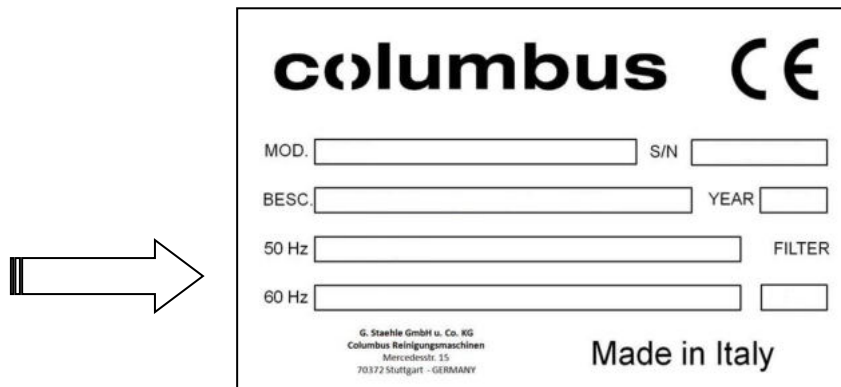 columbus CE
MOD. S/N
BESC. YEAR
50 Hz FILTER
60 Hz
G. Staehle GmbH u. Co. KG
Columbus Reinigungsmaschinen
Mercedesstr. 15
70372 Stuttgart - GERMANY
Made in Italy